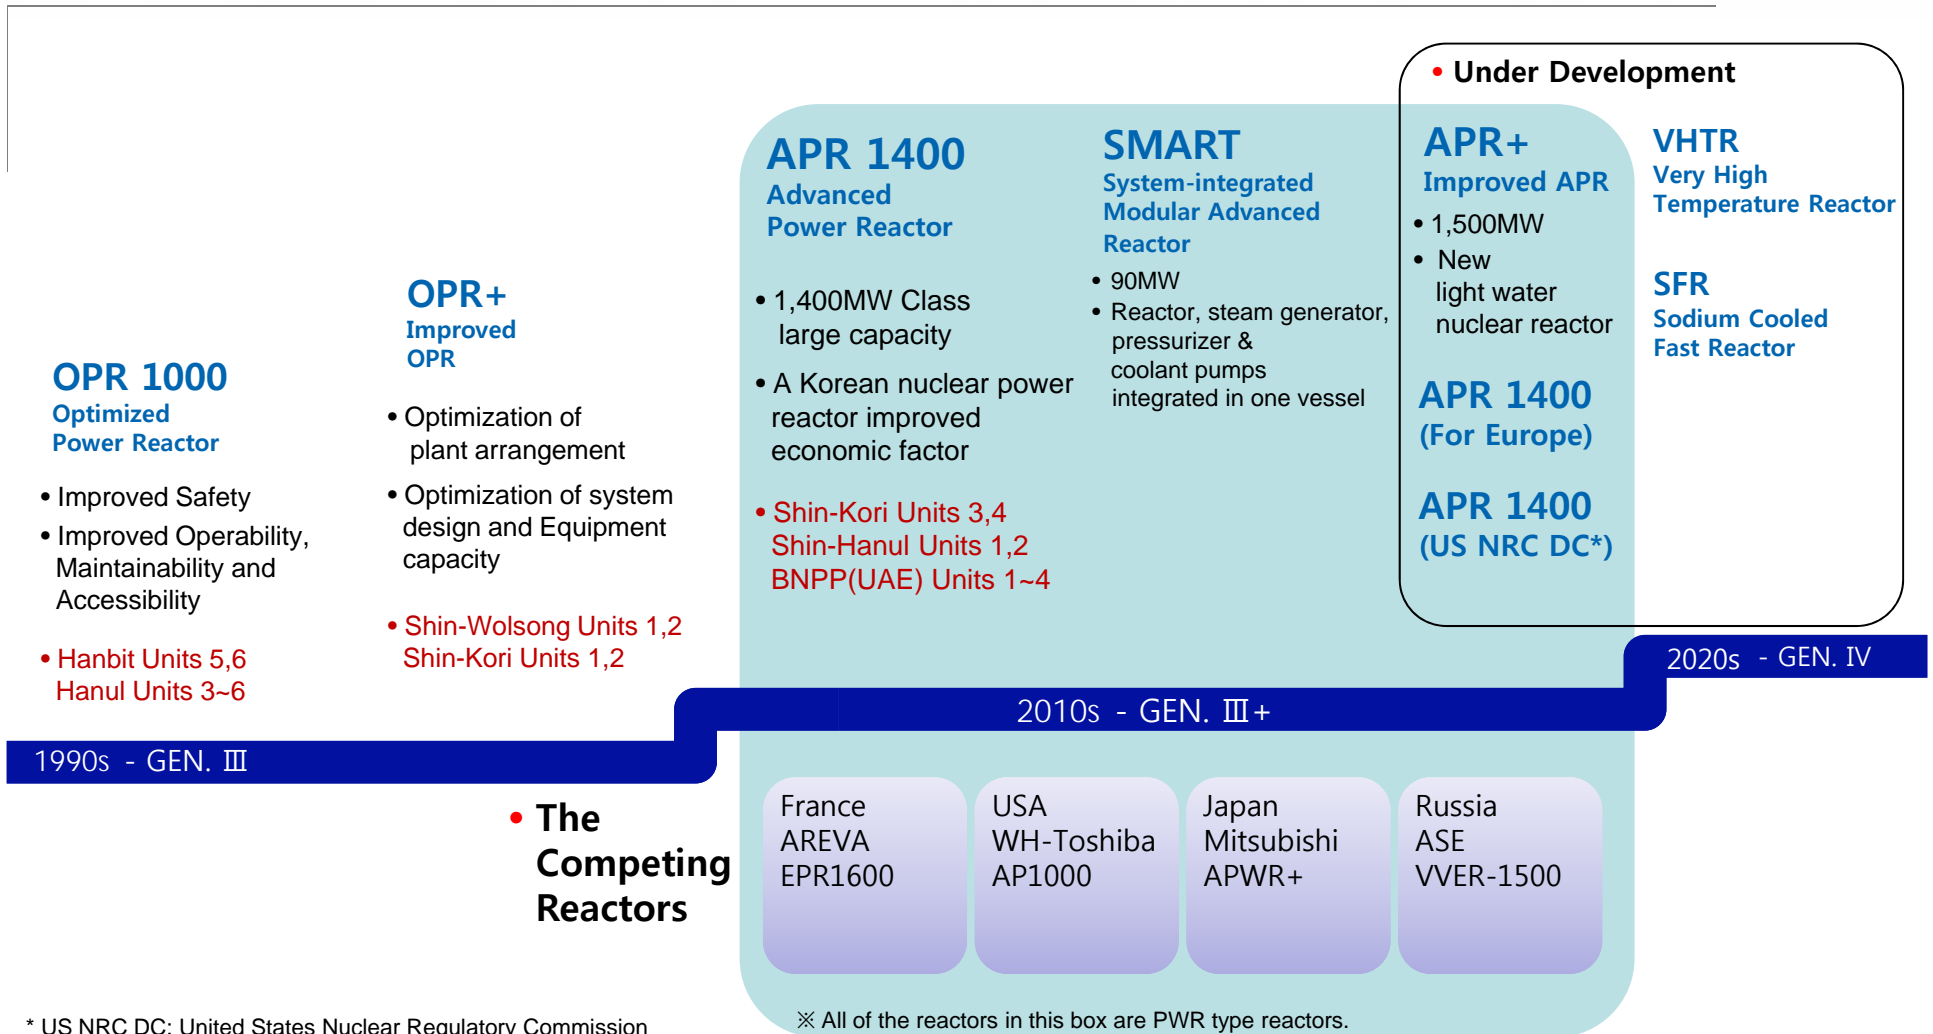 • Under Development
OPR 1000
Optimized
Power Reactor
• Improved Safety
• Improved Operability,
Maintainability and
Accessibility
• Hanbit Units 5,6
Hanul Units 3~6
OPR+
Improved
OPR
• Optimization of
plant arrangement
• Optimization of system
design and Equipment
capacity
• Shin-Wolsong Units 1,2
Shin-Kori Units 1,2
APR 1400
Advanced
Power Reactor
• 1,400MW Class
large capacity
• A Korean nuclear power
reactor improved
economic factor
• Shin-Kori Units 3,4
Shin-Hanul Units 1,2
BNPP(UAE) Units 1~4
SMART
System-integrated
Modular Advanced
Reactor
• 90MW
• Reactor, steam generator,
pressurizer &
coolant pumps
integrated in one vessel
APR+
Improved APR
• 1,500MW
• New
light water
nuclear reactor
APR 1400
(For Europe)
APR 1400
(US NRC DC*)
VHTR
Very High
Temperature Reactor
SFR
Sodium Cooled
Fast Reactor
1990s - GEN. Ⅲ
2010s - GEN. Ⅲ+
2020s - GEN. IV
• The
Competing
Reactors
France
AREVA
EPR1600
USA
WH-Toshiba
AP1000
Japan
Mitsubishi
APWR+
Russia
ASE
VVER-1500
※ All of the reactors in this box are PWR type reactors.
* US NRC DC: United States Nuclear Regulatory Commission